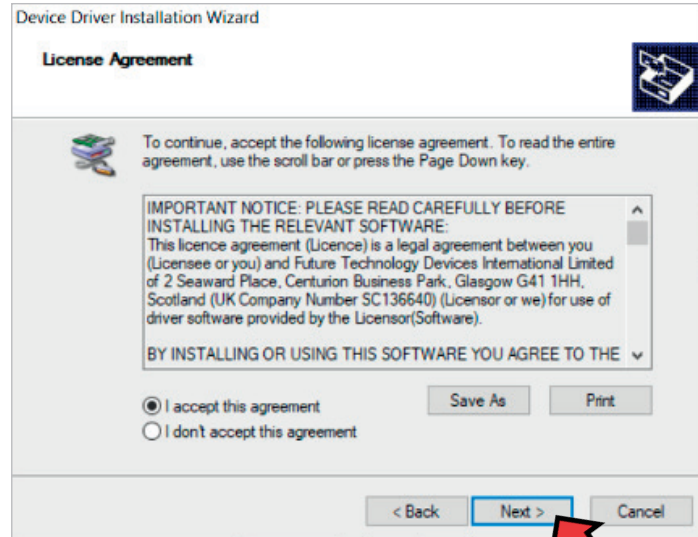 Device Driver Installation Wizard
License Agreement
To continue, accept the following license agreement. To read the entire
agreement, use the scroll bar or press the Page Down key.
IMPORTANT NOTICE: PLEASE READ CAREFULLY BEFORE
INSTALLING THE RELEVANT SOFTWARE:
This licence agreement (Licence) is a legal agreement between you
(Licensee or you) and Future Technology Devices International Limited
of 2 Seaward Place, Centurion Business Park, Glasgow G41 1HH,
Scotland (UK Company Number SC136640) (Licensor or we) for use of
driver software provided by the Licensor(Software).
BY INSTALLING OR USING THIS SOFTWARE YOU AGREE TO THE
I accept this agreement
Save As
Print
I don't accept this agreement
< Back
Next >
Cancel